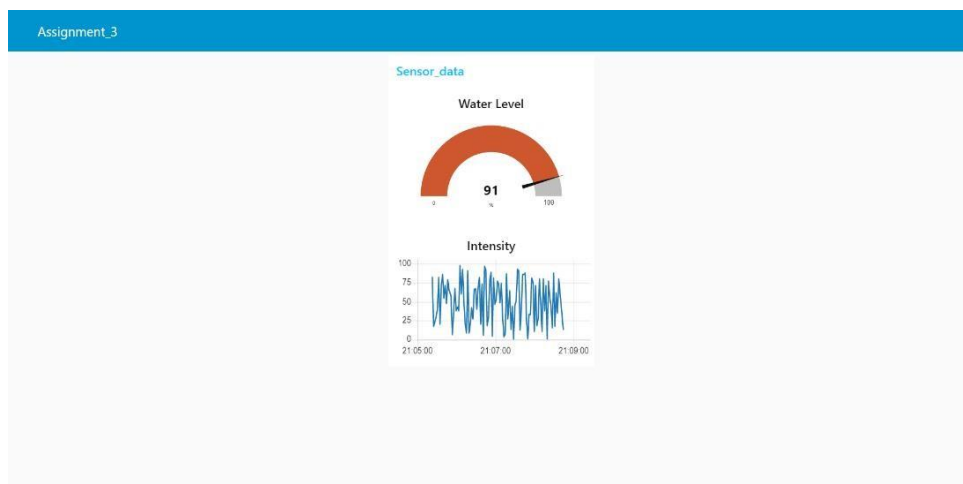 Assignment_3
Sensor_data
Water Level
91
0 % 100
Intensity
100
75
50
25
0
21:05:00 21:07:00 21:09:00